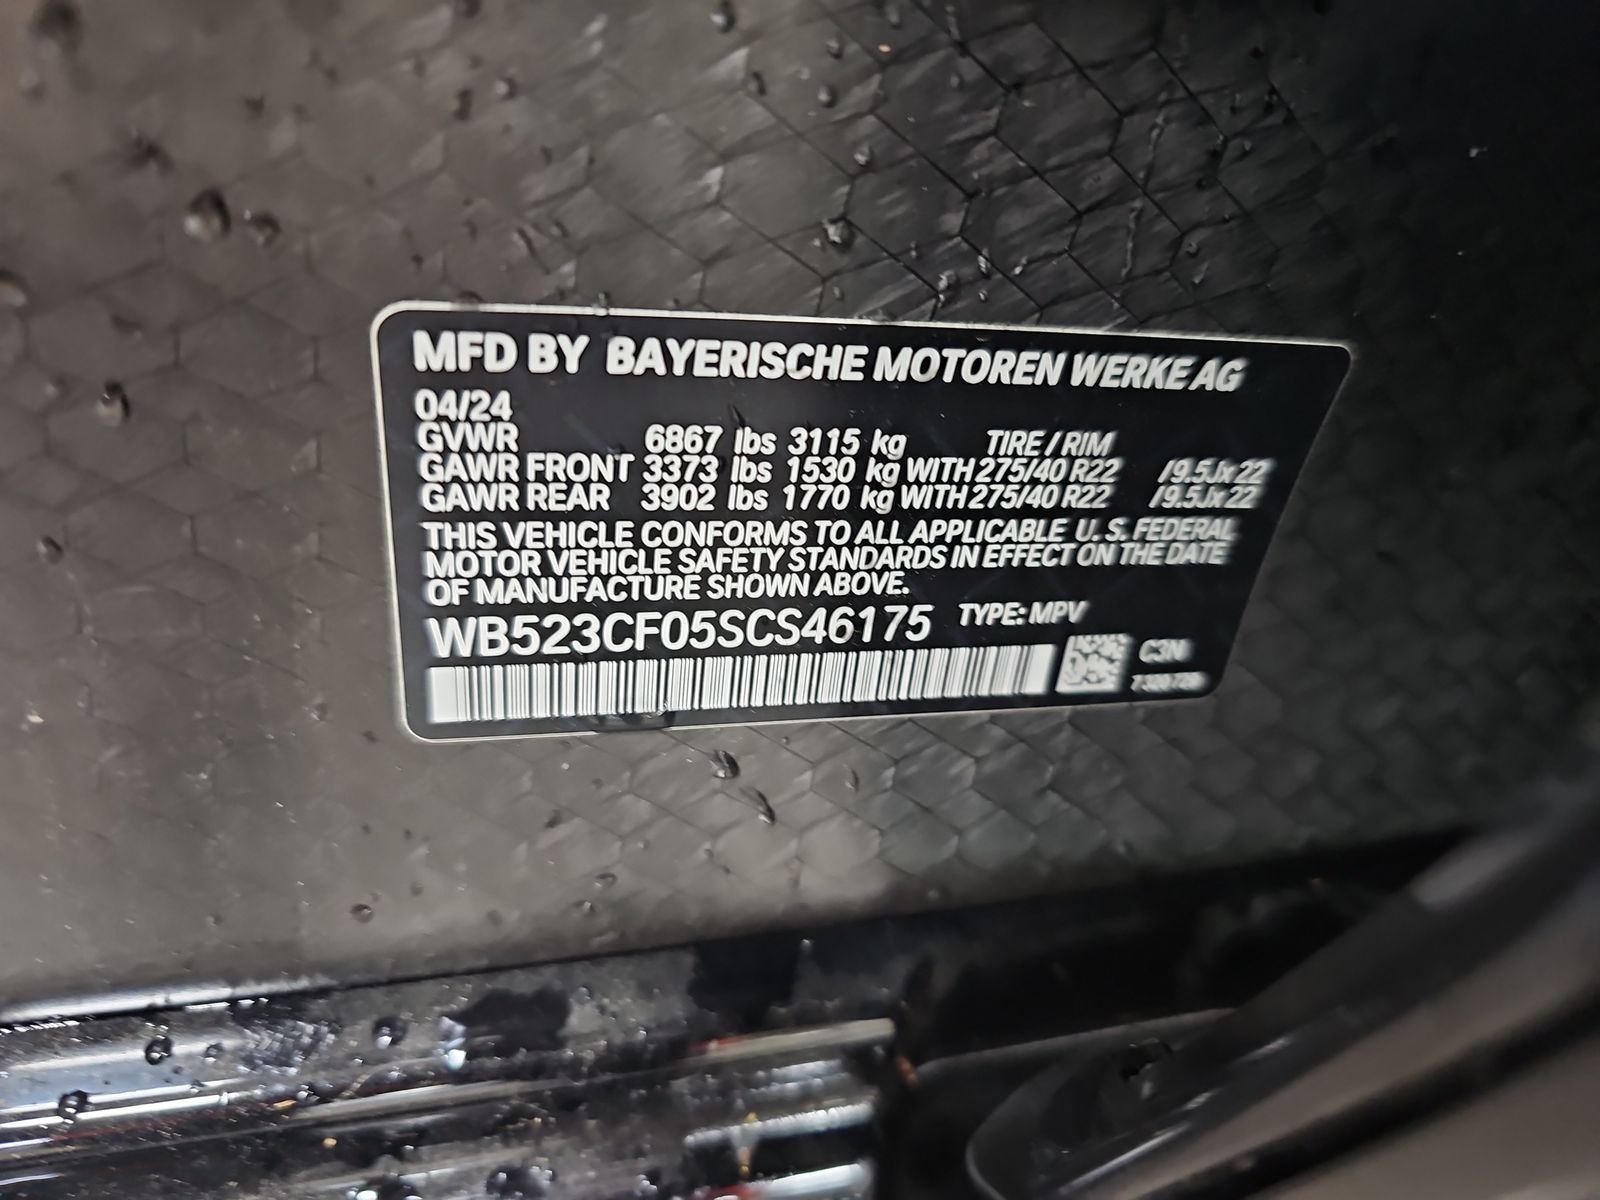 MFD BY BAYERISCHE MOTOREN WERKE AG
04/24
GVWR 6867 lbs 3115 kg TIRE / RIM
GAWR FRONT 3373 lbs 1530 kg WITH 275/40 R22 /9.5Jx22
GAWR REAR 3902 lbs 1770 kg WITH 275/40 R22 /9.5Jx22
THIS VEHICLE CONFORMS TO ALL APPLICABLE U.S. FEDERAL
MOTOR VEHICLE SAFETY STANDARDS IN EFFECT ON THE DATE
OF MANUFACTURE SHOWN ABOVE.
WB523CF05SCS46175 TYPE: MPV